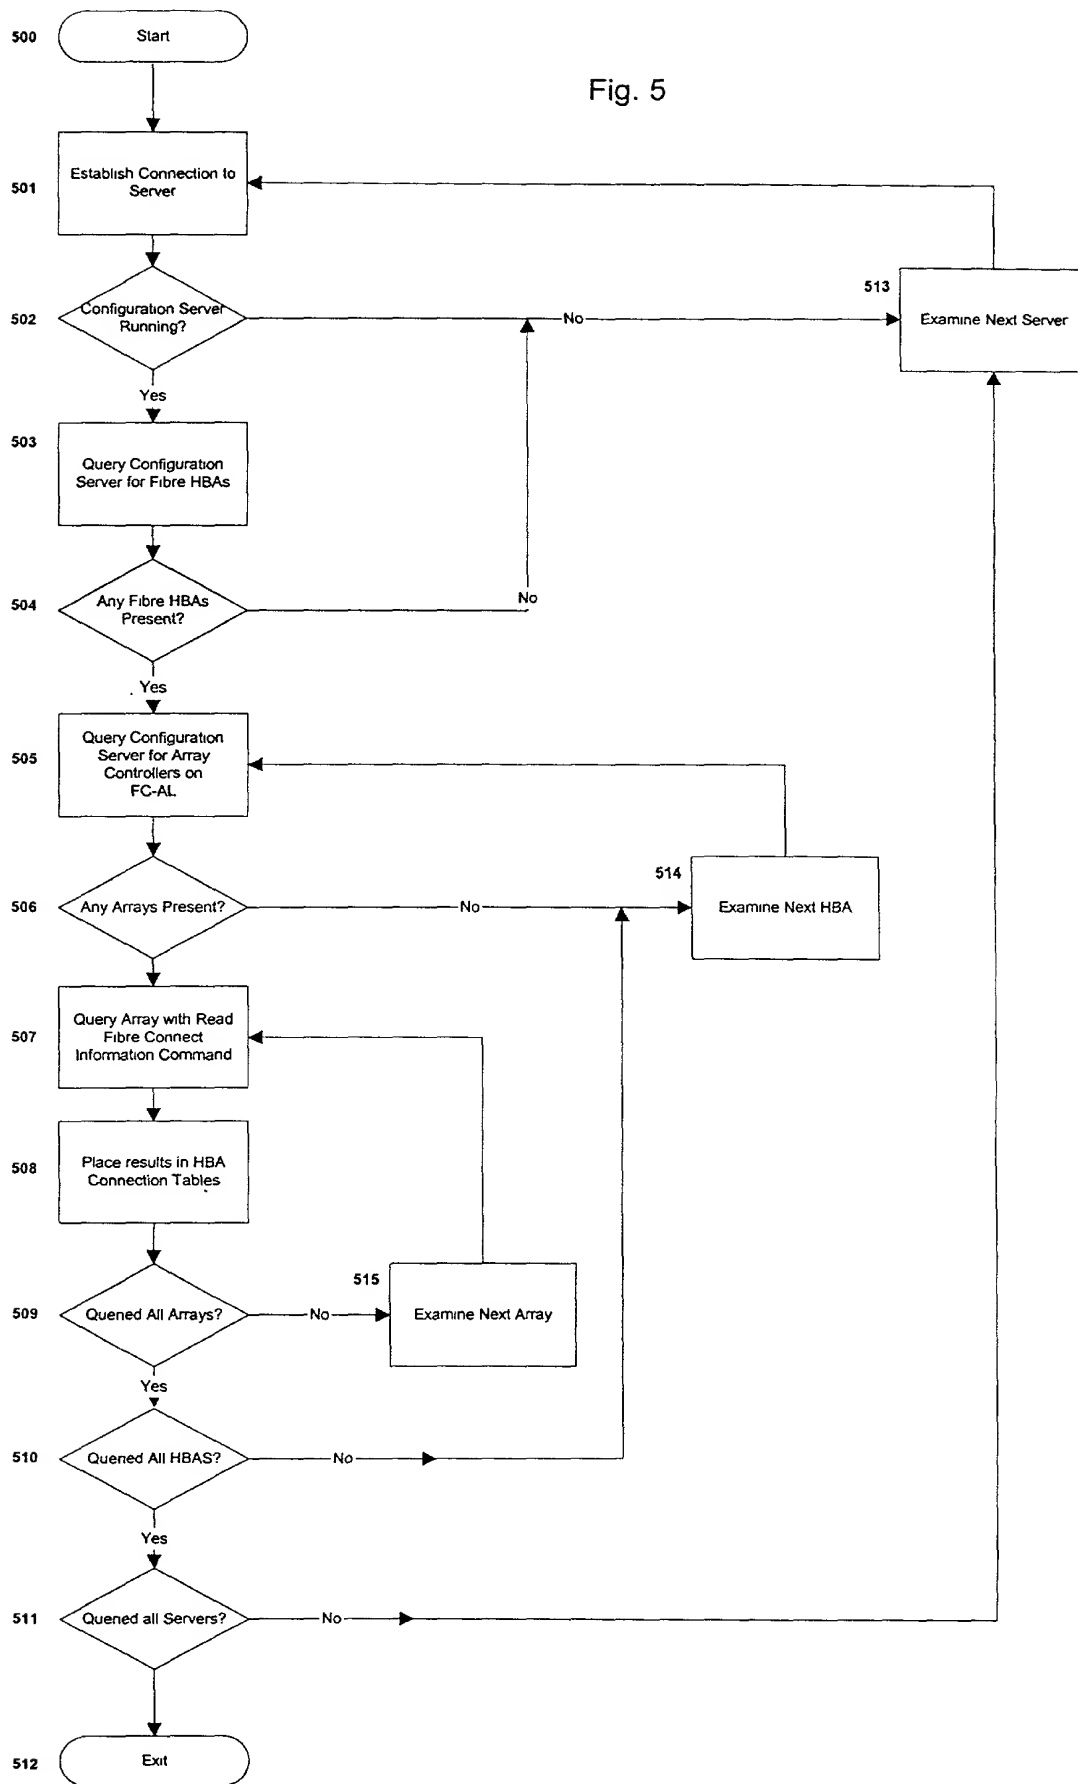 500
Start
Fig. 5
501
Establish Connection to
Server
502
Configuration Server
Running?
No
513
Examine Next Server
Yes
503
Query Configuration
Server for Fibre HBAs
504
Any Fibre HBAs
Present?
No
Yes
505
Query Configuration
Server for Array
Controllers on
FC-AL
506
Any Arrays Present?
No
514
Examine Next HBA
507
Query Array with Read
Fibre Connect
Information Command
508
Place results in HBA
Connection Tables
509
Queried All Arrays?
No
515
Examine Next Array
Yes
510
Queried All HBAS?
No
Yes
511
Queried all Servers?
No
512
Exit